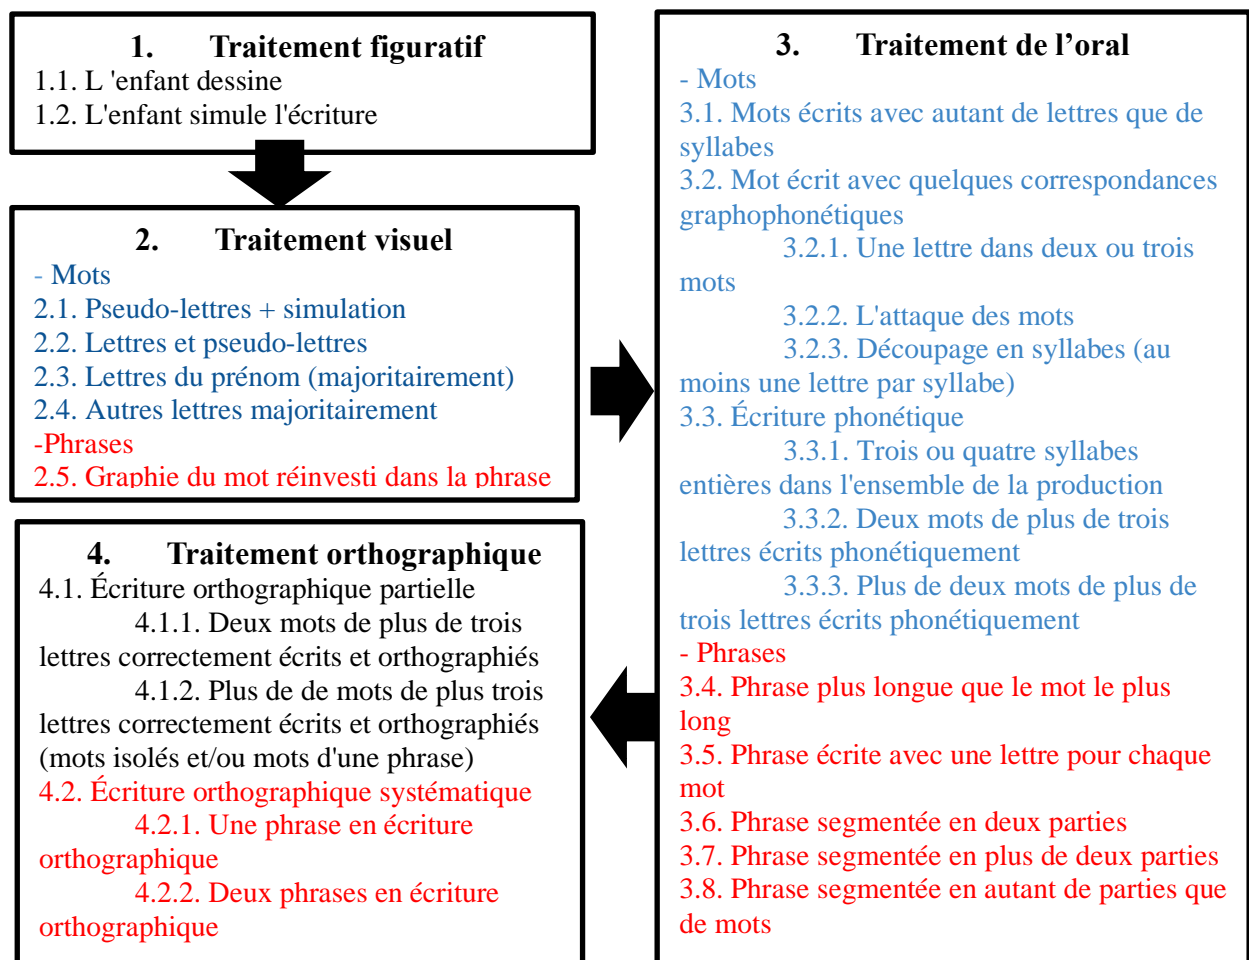 1. Traitement figuratif
1.1. L 'enfant dessine
1.2. L'enfant simule l'écriture
2. Traitement visuel
- Mots
2.1. Pseudo-lettres + simulation
2.2. Lettres et pseudo-lettres
2.3. Lettres du prénom (majoritairement)
2.4. Autres lettres majoritairement
-Phrases
2.5. Graphie du mot réinvesti dans la phrase
3. Traitement de l’oral
- Mots
3.1. Mots écrits avec autant de lettres que de
syllabes
3.2. Mot écrit avec quelques correspondances
graphophonétiques
3.2.1. Une lettre dans deux ou trois
mots
3.2.2. L'attaque des mots
3.2.3. Découpage en syllabes (au
moins une lettre par syllabe)
3.3. Écriture phonétique
3.3.1. Trois ou quatre syllabes
entières dans l'ensemble de la production
3.3.2. Deux mots de plus de trois
lettres écrits phonétiquement
3.3.3. Plus de deux mots de plus de
trois lettres écrits phonétiquement
- Phrases
3.4. Phrase plus longue que le mot le plus
long
3.5. Phrase écrite avec une lettre pour chaque
mot
3.6. Phrase segmentée en deux parties
3.7. Phrase segmentée en plus de deux parties
3.8. Phrase segmentée en autant de parties que
de mots
4. Traitement orthographique
4.1. Écriture orthographique partielle
4.1.1. Deux mots de plus de trois
lettres correctement écrits et orthographiés
4.1.2. Plus de de mots de plus trois
lettres correctement écrits et orthographiés
(mots isolés et/ou mots d'une phrase)
4.2. Écriture orthographique systématique
4.2.1. Une phrase en écriture
orthographique
4.2.2. Deux phrases en écriture
orthographique